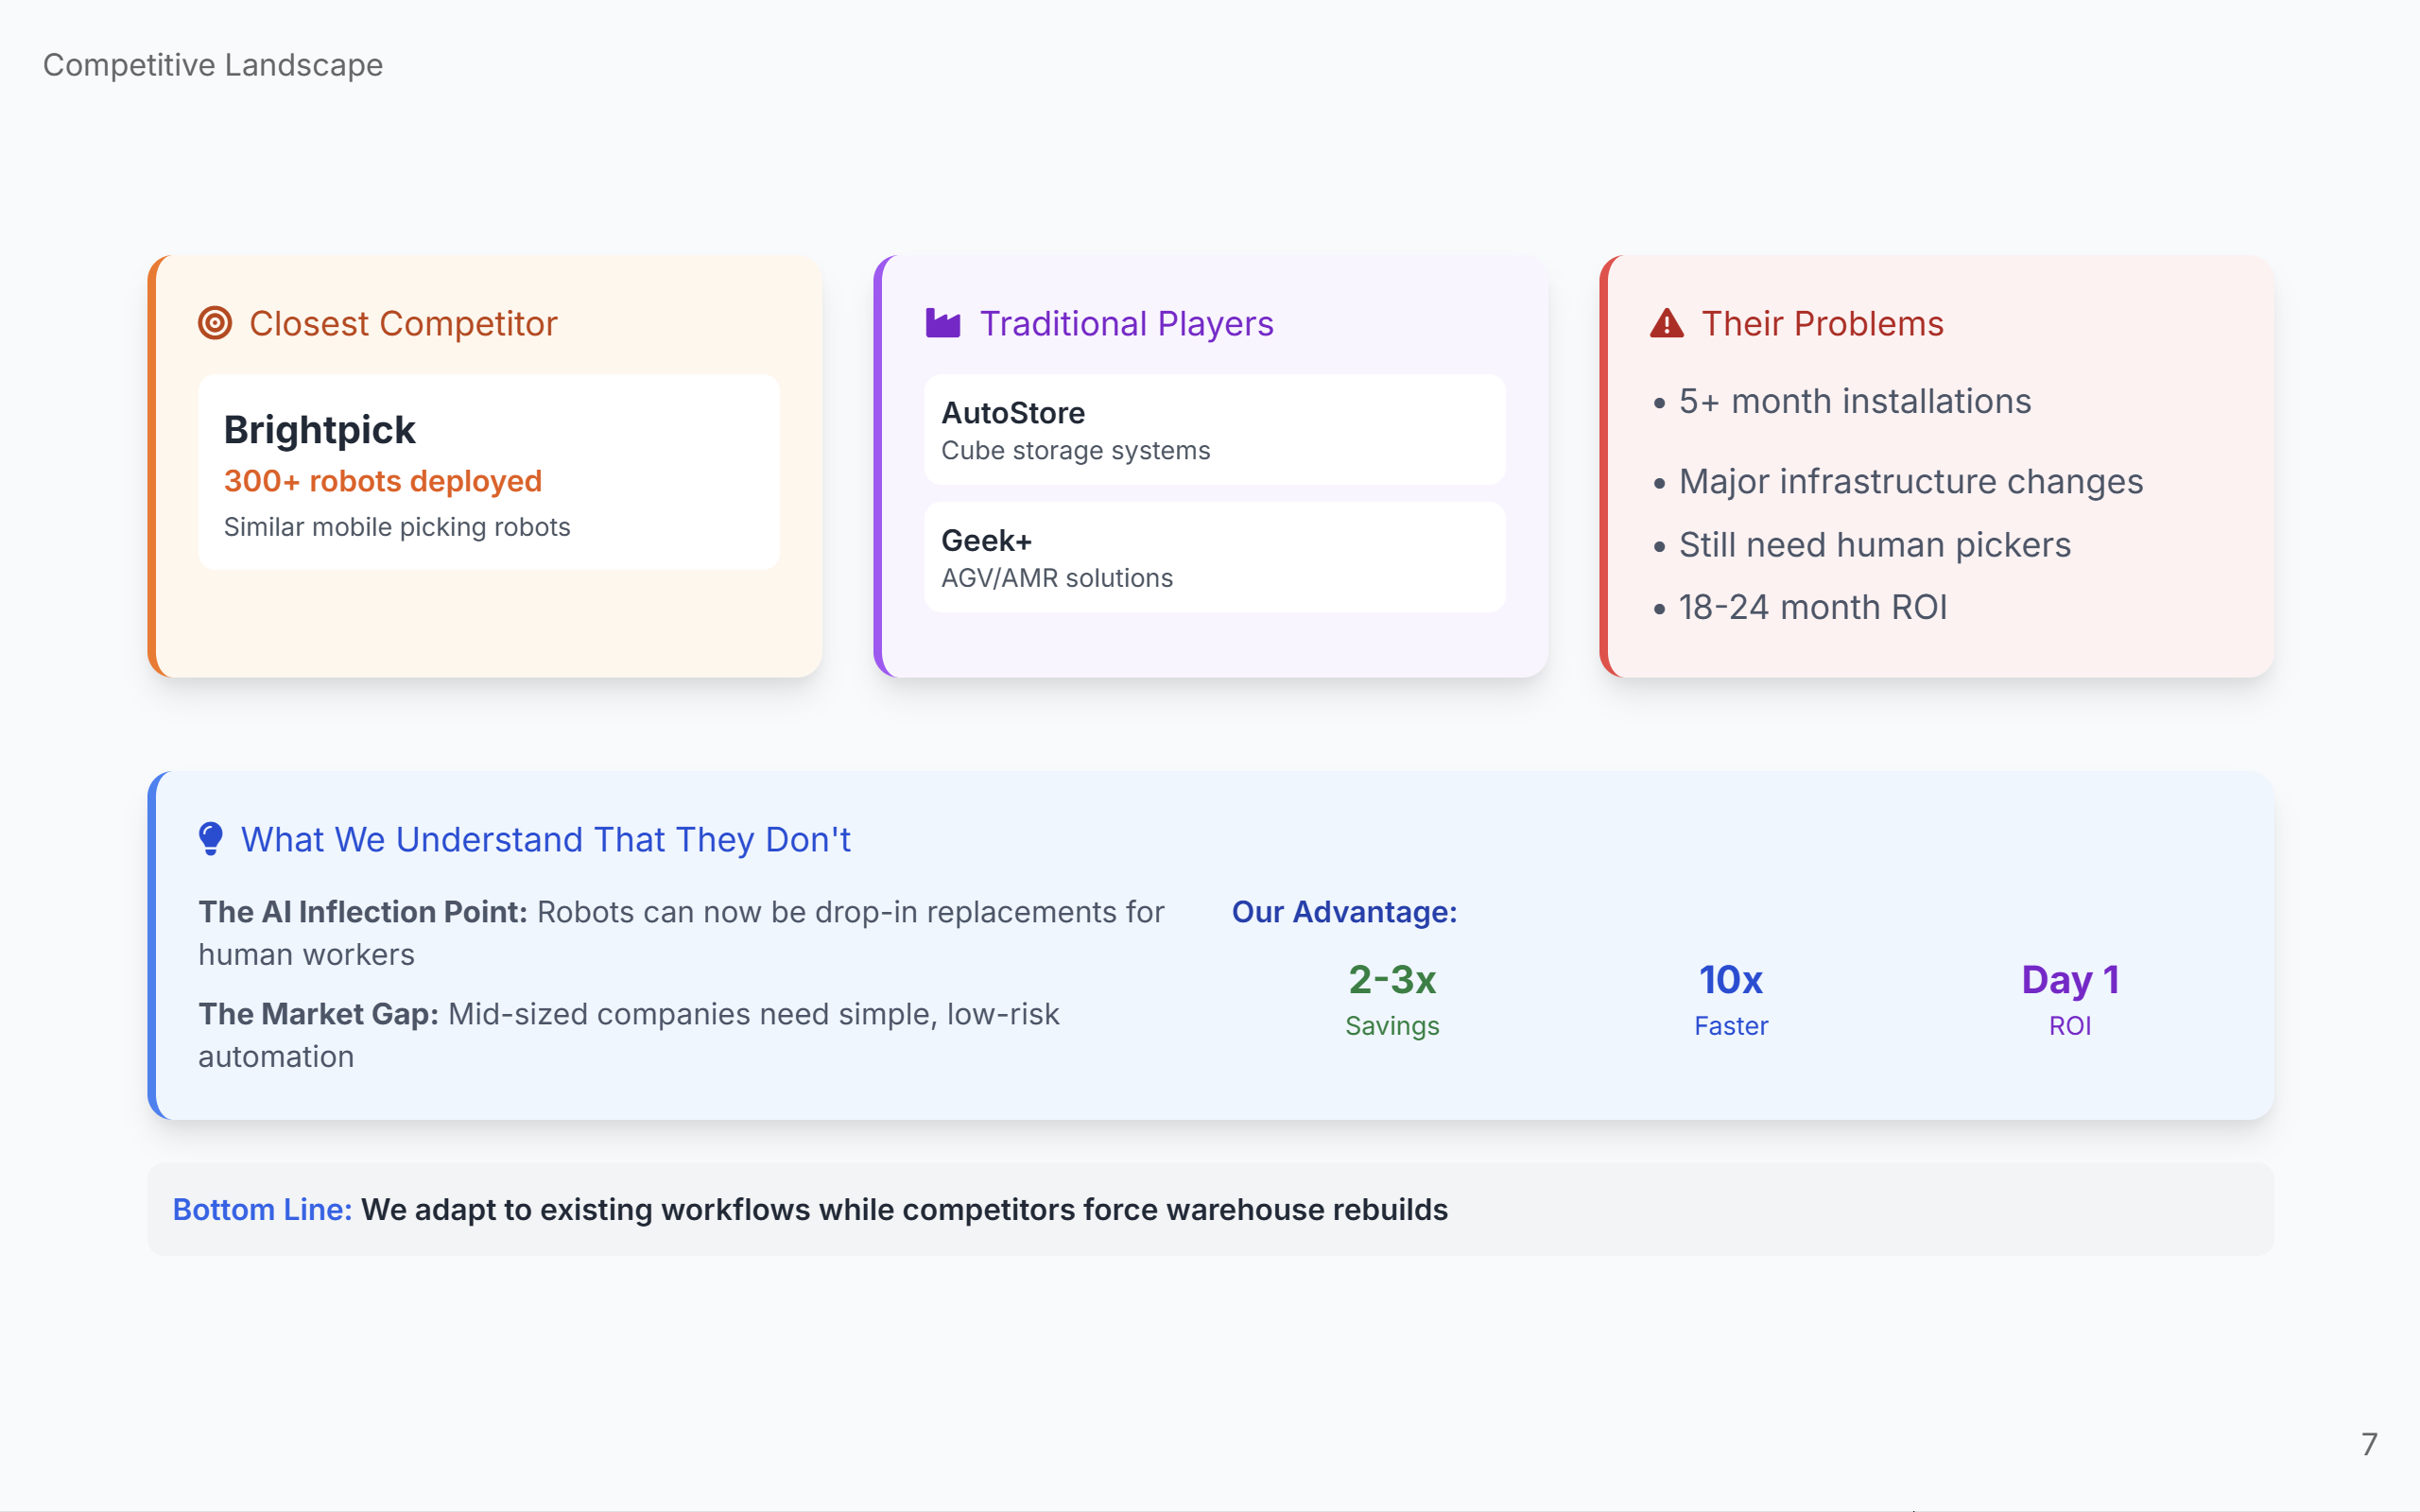 Competitive Landscape
Closest Competitor
Brightpick
300+ robots deployed
Similar mobile picking robots
Traditional Players
AutoStore
Cube storage systems
Geek+
AGV/AMR solutions
Their Problems
• 5+ month installations
• Major infrastructure changes
• Still need human pickers
• 18-24 month ROI
What We Understand That They Don't
The AI Inflection Point: Robots can now be drop-in replacements for
human workers
The Market Gap: Mid-sized companies need simple, low-risk
automation
Our Advantage:
2-3x
Savings
10x
Faster
Day 1
ROI
Bottom Line: We adapt to existing workflows while competitors force warehouse rebuilds
7